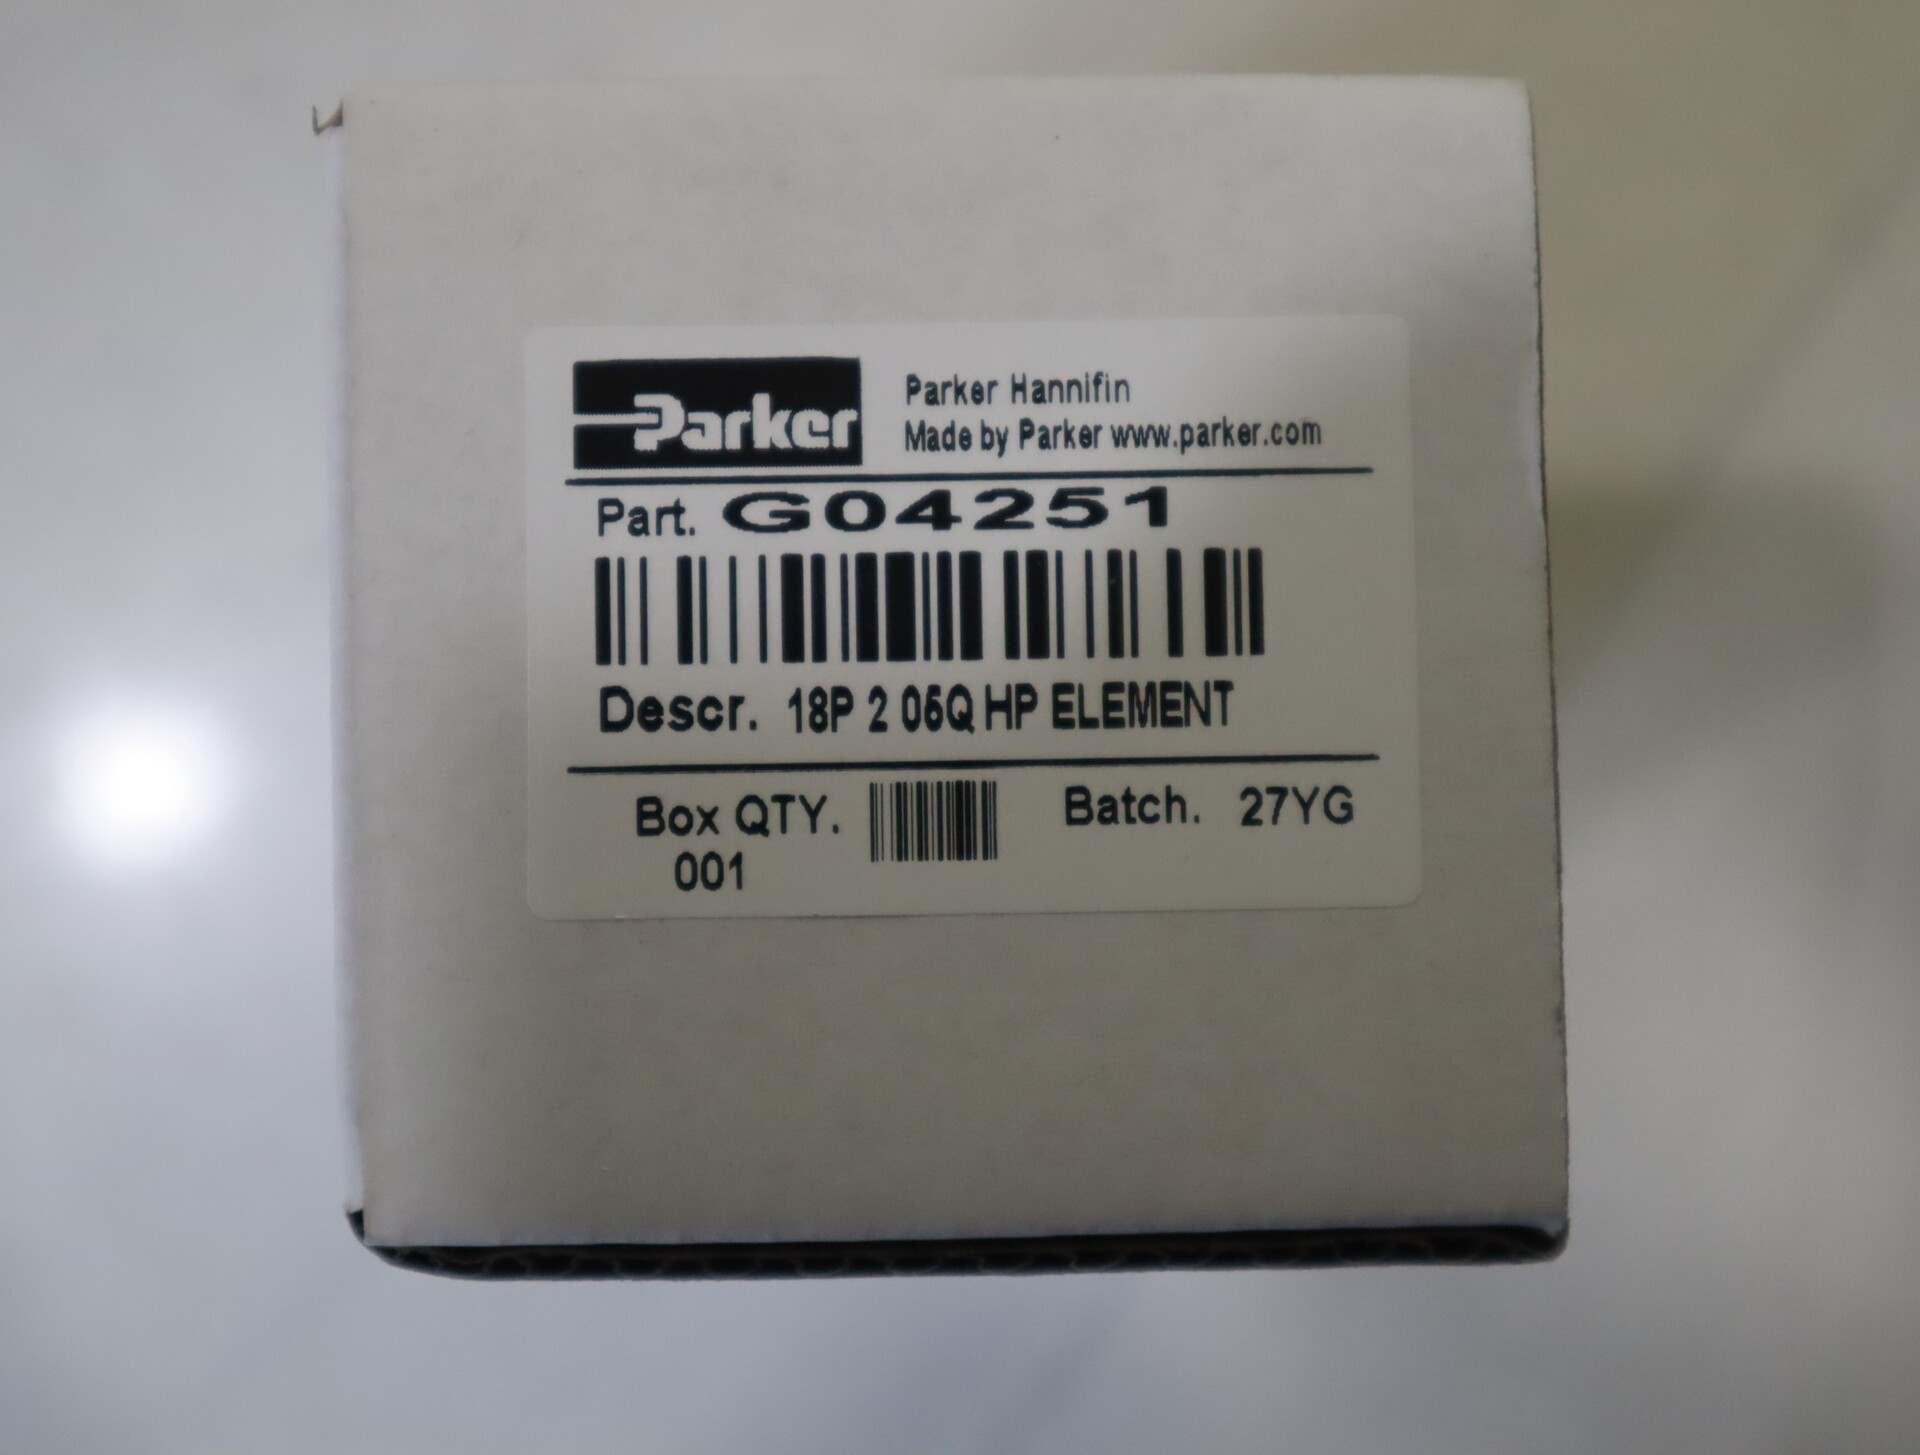 Parker
Parker Hannifin
Made by Parker www.parker.com
Part. G04251
Descr. 18P 2 05Q HP ELEMENT
Box QTY.
001
Batch. 27YG